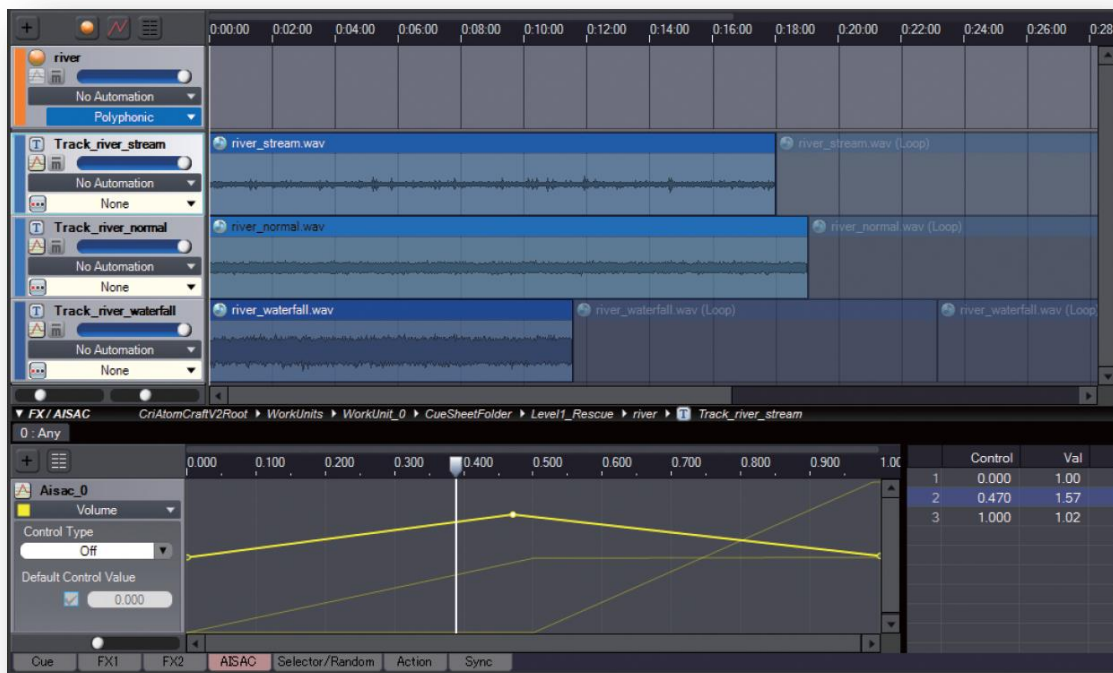 0:00:00 0:02:00 0:04:00 0:06:00 0:08:00 0:10:00 0:12:00 0:14:00 0:16:00 0:18:00 0:20:00 0:22:00 0:24:00 0:26:00 0:28
river
m
No Automation
Polyphonic
T Track_river_stream
river_stream.wav
river_stream.wav (Loop)
m
No Automation
None
T Track_river_normal
river_normal.wav
river_normal.wav (Loop)
m
No Automation
None
T Track_river_waterfall
river_waterfall.wav
river_waterfall.wav (Loop)
river_waterfall.wav (Loop)
m
No Automation
None
FX / AISAC CriAtomCraftV2Root WorkUnits WorkUnit_0 CueSheetFolder Level1_Rescue river T Track_river_stream
0 : Any
0.000 0.100 0.200 0.300 0.400 0.500 0.600 0.700 0.800 0.900 1.00
Control Val
1 0.000 1.00
2 0.470 1.57
3 1.000 1.02
Aisac_0
Volume
Control Type
Off
Default Control Value
0.000
Cue FX1 FX2 AISAC Selector/Random Action Sync